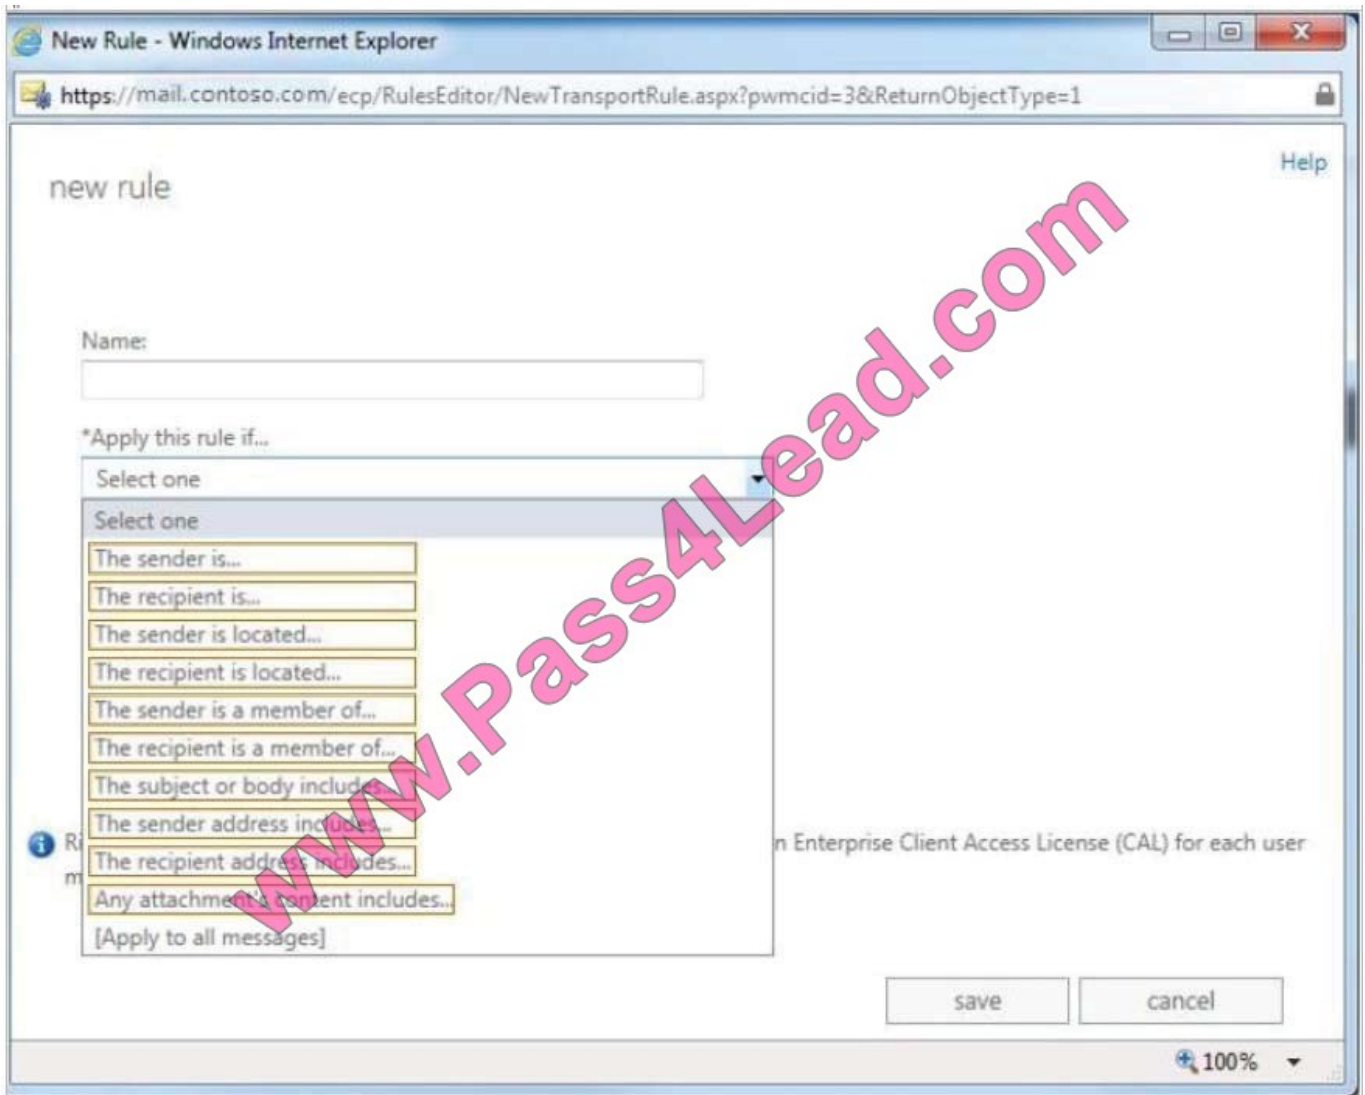 New Rule - Windows Internet Explorer
https://mail.contoso.com/ecp/RulesEditor/NewTransportRule.aspx?pwmcid=3&ReturnObjectType=1
Help
new rule
Name:
*Apply this rule if...
Select one
Select one
The sender is...
The recipient is...
The sender is located...
The recipient is located...
The sender is a member of...
The recipient is a member of...
The subject or body includes...
The sender address includes...
The recipient address includes...
Any attachment's content includes...
[Apply to all messages]
Enterprise Client Access License (CAL) for each user
save
cancel
100%
www.Pass4Lead.com